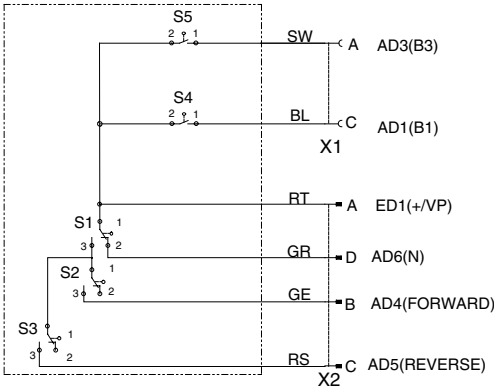 S5
2 1 SW A AD3(B3)
S4
2 1 BL C AD1(B1)
X1
RT A ED1(+/VP)
S1 1
3 2 GR D AD6(N)
S2 1
3 2 GE B AD4(FORWARD)
S3 1
3 2 RS C AD5(REVERSE)
X2